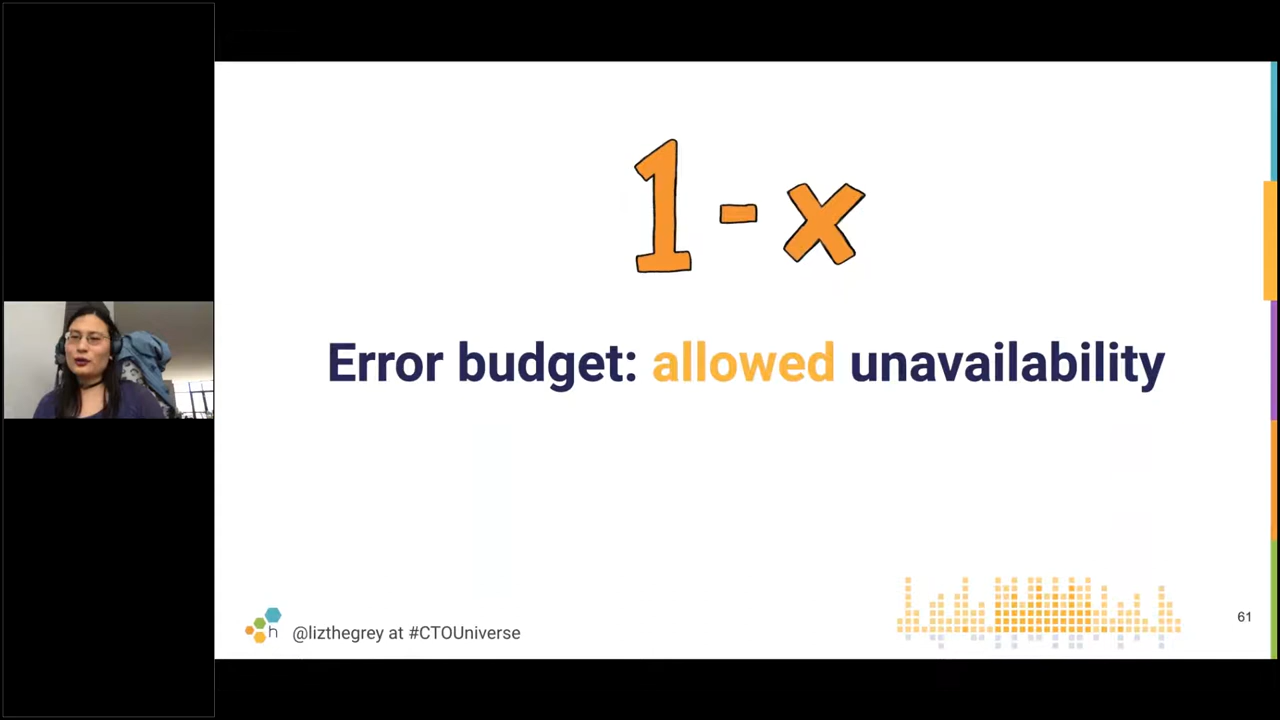 1 - x
Error budget: allowed unavailability
h
@lizthegrey at #CTOUniverse
61